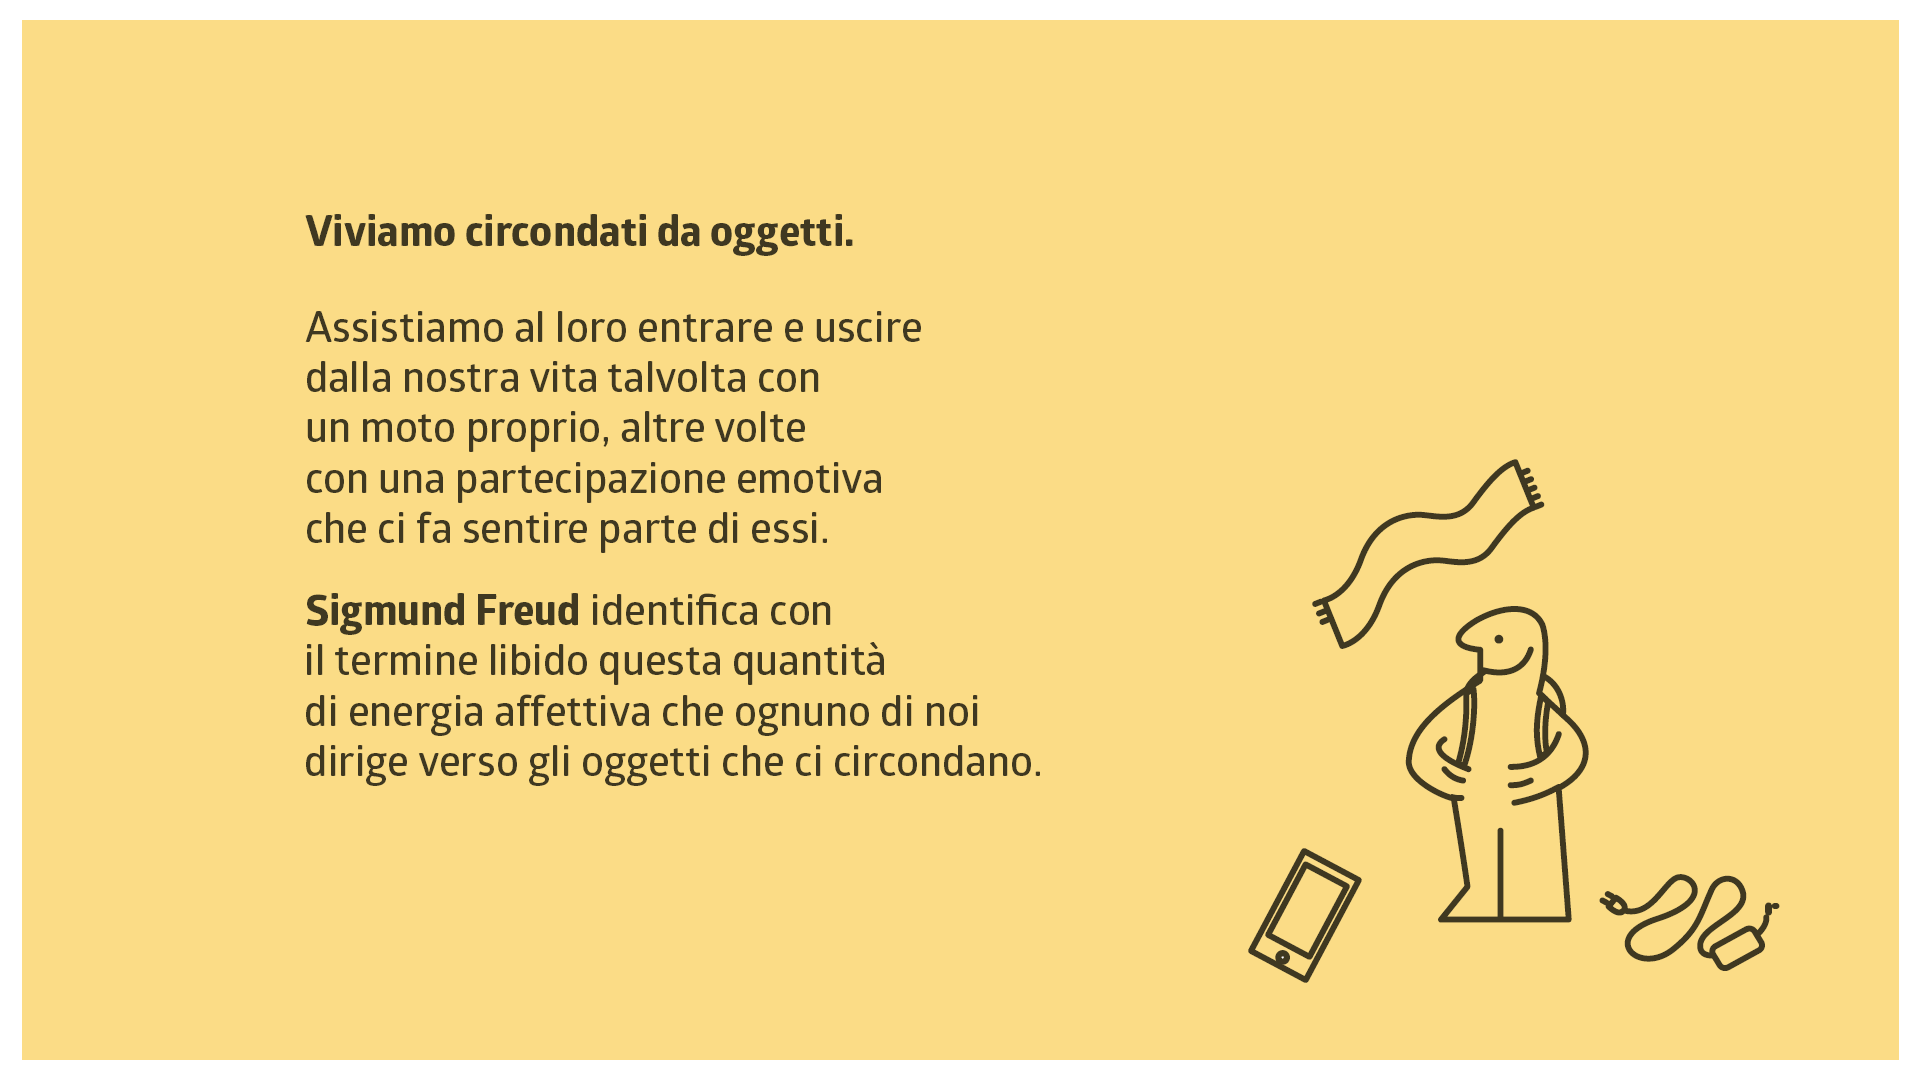 Viviamo circondati da oggetti.
Assistiamo al loro entrare e uscire
dalla nostra vita talvolta con
un moto proprio, altre volte
con una partecipazione emotiva
che ci fa sentire parte di essi.
Sigmund Freud identifica con
il termine libido questa quantità
di energia affettiva che ognuno di noi
dirige verso gli oggetti che ci circondano.